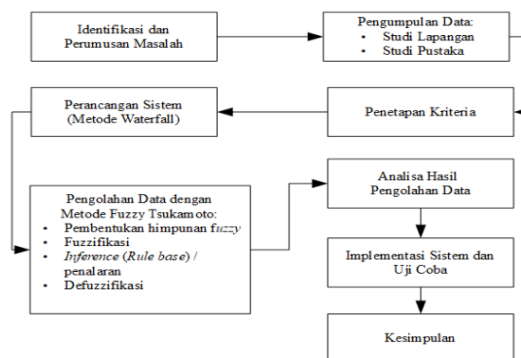 Identifikasi dan
Perumusan Masalah
Pengumpulan Data:
• Studi Lapangan
• Studi Pustaka
Perancangan Sistem
(Metode Waterfall)
Penetapan Kriteria
Pengolahan Data dengan
Metode Fuzzy Tsukamoto:
• Pembentukan himpunan fuzzy
• Fuzzifikasi
• Inference (Rule base) /
penalaran
• Defuzzifikasi
Analisa Hasil
Pengolahan Data
Implementasi Sistem dan
Uji Coba
Kesimpulan